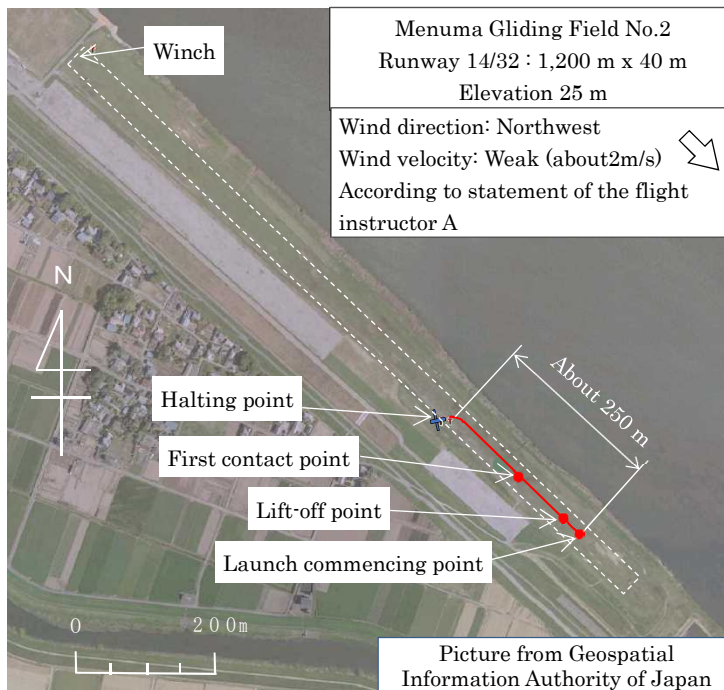 Winch
Menuma Gliding Field No.2
Runway 14/32 : 1,200 m x 40 m
Elevation 25 m
Wind direction: Northwest
Wind velocity: Weak (about2m/s)
According to statement of the flight
instructor A
N
About 250 m
Halting point
First contact point
Lift-off point
Launch commencing point
0 200m
Picture from Geospatial
Information Authority of Japan